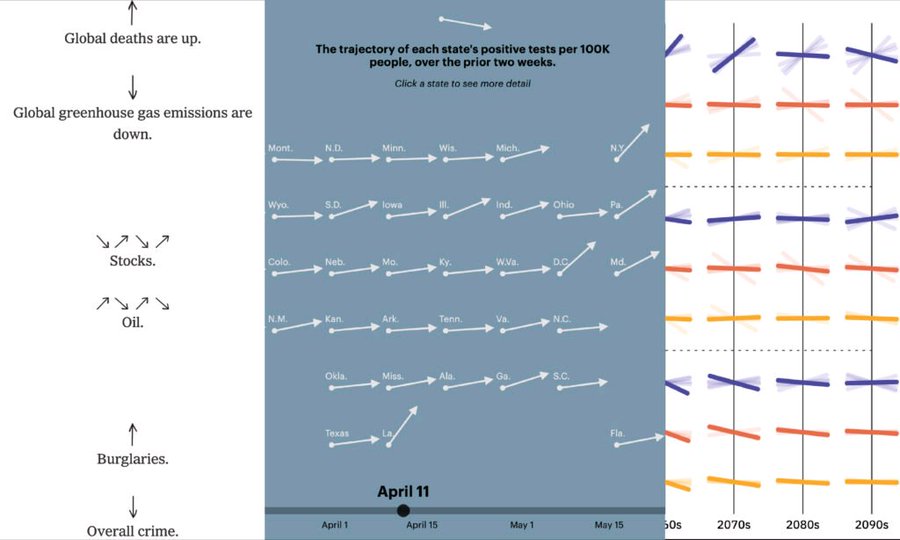 Global deaths are up.
Global greenhouse gas emissions are
down.
Stocks.
Oil.
Burglaries.
Overall crime.
The trajectory of each state's positive tests per 100K
people, over the prior two weeks.
Click a state to see more detail
Mont. N.D. Minn. Wis. Mich. N.Y.
Wyo. S.D. Iowa Ill. Ind. Ohio Pa.
Colo. Neb. Mo. Ky. W.Va. D.C. Md.
N.M. Kan. Ark. Tenn. Va. N.C.
Okla. Miss. Ala. Ga. S.C.
Texas La. Fla.
April 11
April 1 April 15 May 1 May 15
60s 2070s 2080s 2090s